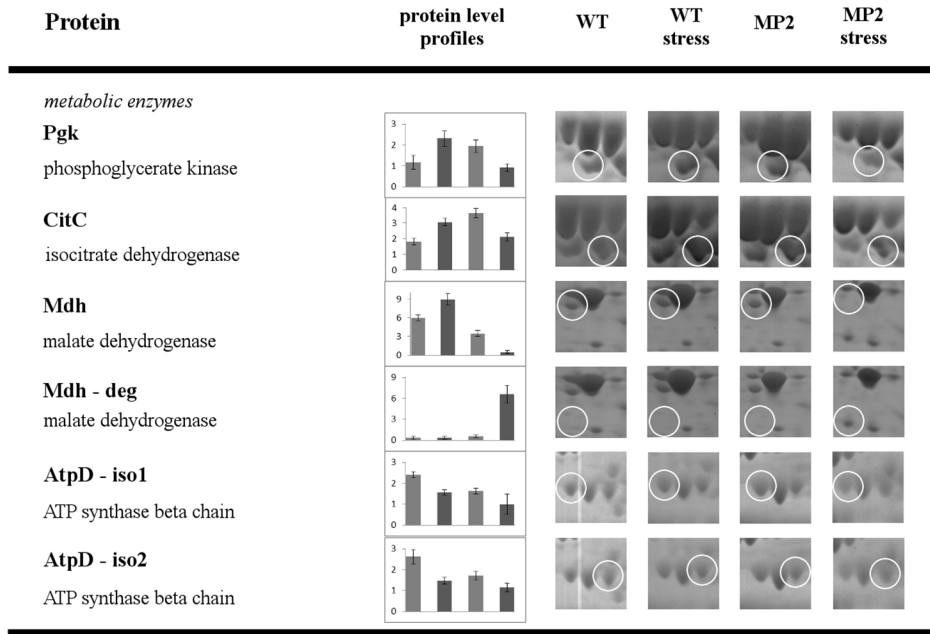 Protein
protein level profiles
WT
WT stress
MP2
MP2 stress
metabolic enzymes
Pgk
phosphoglycerate kinase
3
2
1
0
CitC
isocitrate dehydrogenase
4
3
2
1
0
Mdh
malate dehydrogenase
9
6
3
0
Mdh - deg
malate dehydrogenase
9
6
3
0
AtpD - iso1
ATP synthase beta chain
3
2
1
0
AtpD - iso2
ATP synthase beta chain
3
2
1
0